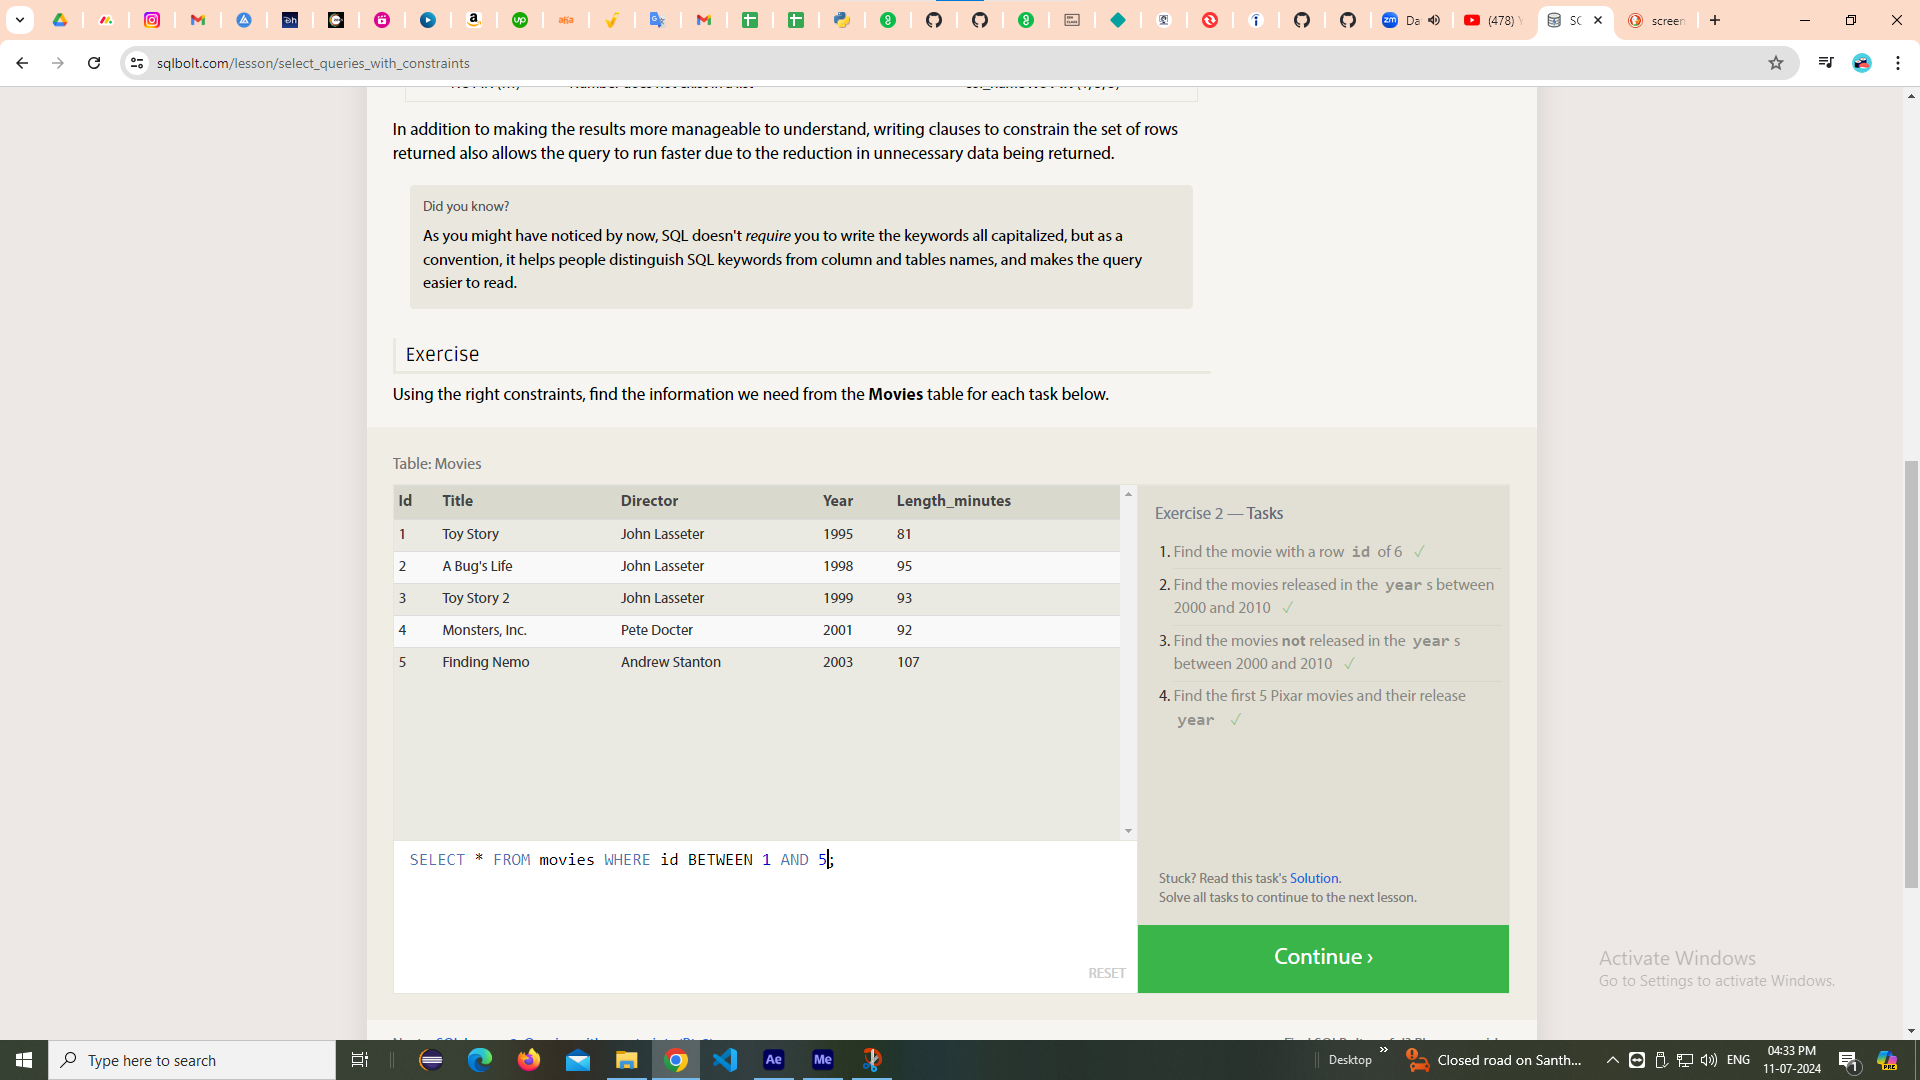 Da
(478) Y
SC
screen
sqlbolt.com/lesson/select_queries_with_constraints
In addition to making the results more manageable to understand, writing clauses to constrain the set of rows
returned also allows the query to run faster due to the reduction in unnecessary data being returned.
Did you know?
As you might have noticed by now, SQL doesn't require you to write the keywords all capitalized, but as a
convention, it helps people distinguish SQL keywords from column and tables names, and makes the query
easier to read.
Exercise
Using the right constraints, find the information we need from the Movies table for each task below.
Table: Movies
Id Title Director Year Length_minutes
1 Toy Story John Lasseter 1995 81
2 A Bug's Life John Lasseter 1998 95
3 Toy Story 2 John Lasseter 1999 93
4 Monsters, Inc. Pete Docter 2001 92
5 Finding Nemo Andrew Stanton 2003 107
SELECT * FROM movies WHERE id BETWEEN 1 AND 5;
RESET
Exercise 2 — Tasks
1. Find the movie with a row id of 6 ✓
2. Find the movies released in the year s between
2000 and 2010 ✓
3. Find the movies not released in the year s
between 2000 and 2010 ✓
4. Find the first 5 Pixar movies and their release
year ✓
Stuck? Read this task's Solution.
Solve all tasks to continue to the next lesson.
Continue ›
Activate Windows
Go to Settings to activate Windows.
Type here to search
Ae
Me
Desktop
Closed road on Santh...
ENG
04:33 PM
11-07-2024
1